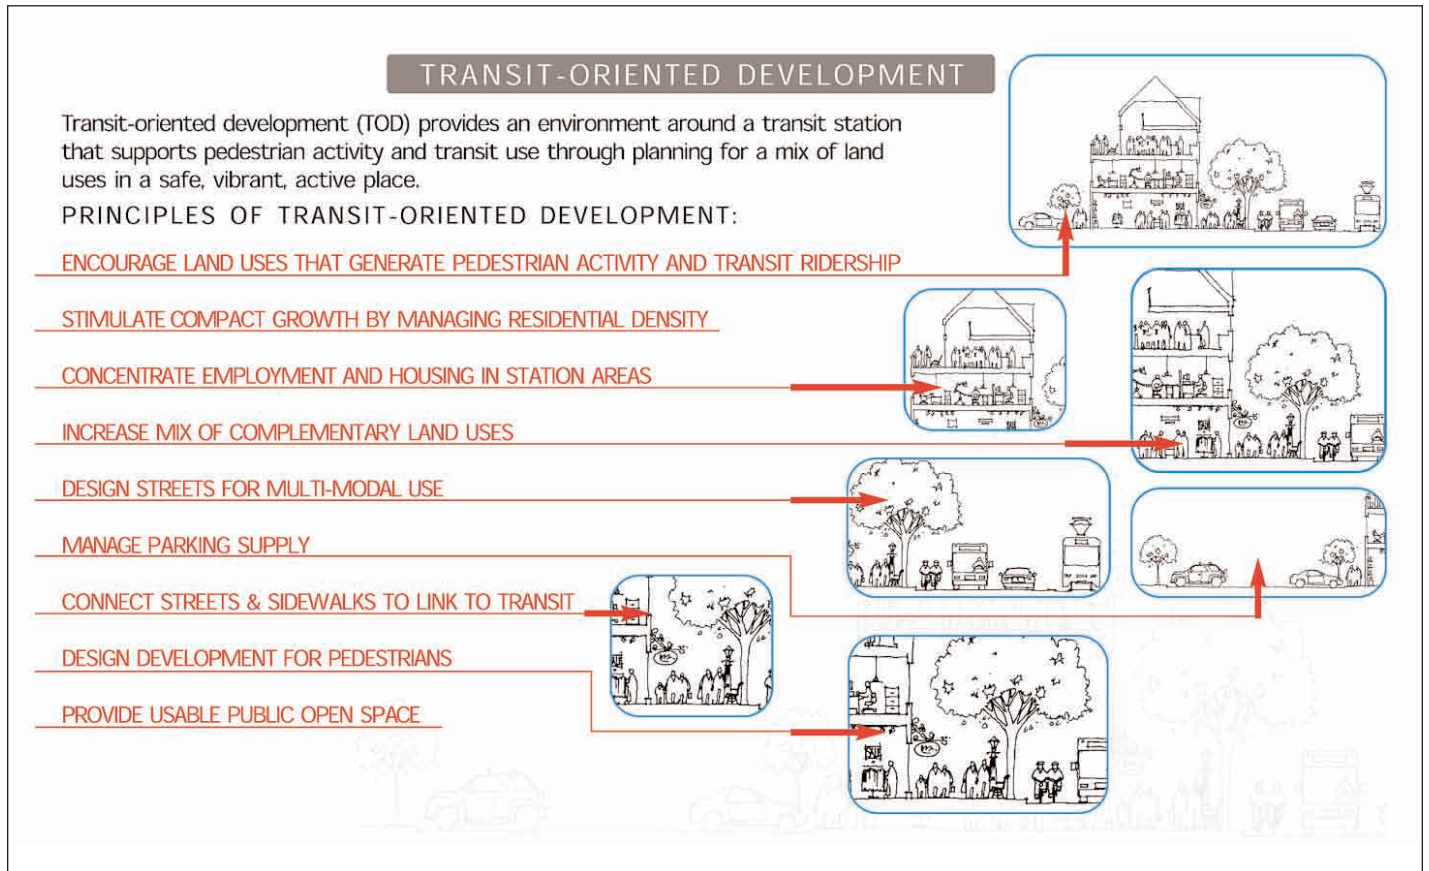 TRANSIT-ORIENTED DEVELOPMENT
Transit-oriented development (TOD) provides an environment around a transit station
that supports pedestrian activity and transit use through planning for a mix of land
uses in a safe, vibrant, active place.
PRINCIPLES OF TRANSIT-ORIENTED DEVELOPMENT:
ENCOURAGE LAND USES THAT GENERATE PEDESTRIAN ACTIVITY AND TRANSIT RIDERSHIP
STIMULATE COMPACT GROWTH BY MANAGING RESIDENTIAL DENSITY
CONCENTRATE EMPLOYMENT AND HOUSING IN STATION AREAS
INCREASE MIX OF COMPLEMENTARY LAND USES
DESIGN STREETS FOR MULTI-MODAL USE
MANAGE PARKING SUPPLY
CONNECT STREETS & SIDEWALKS TO LINK TO TRANSIT
DESIGN DEVELOPMENT FOR PEDESTRIANS
PROVIDE USABLE PUBLIC OPEN SPACE